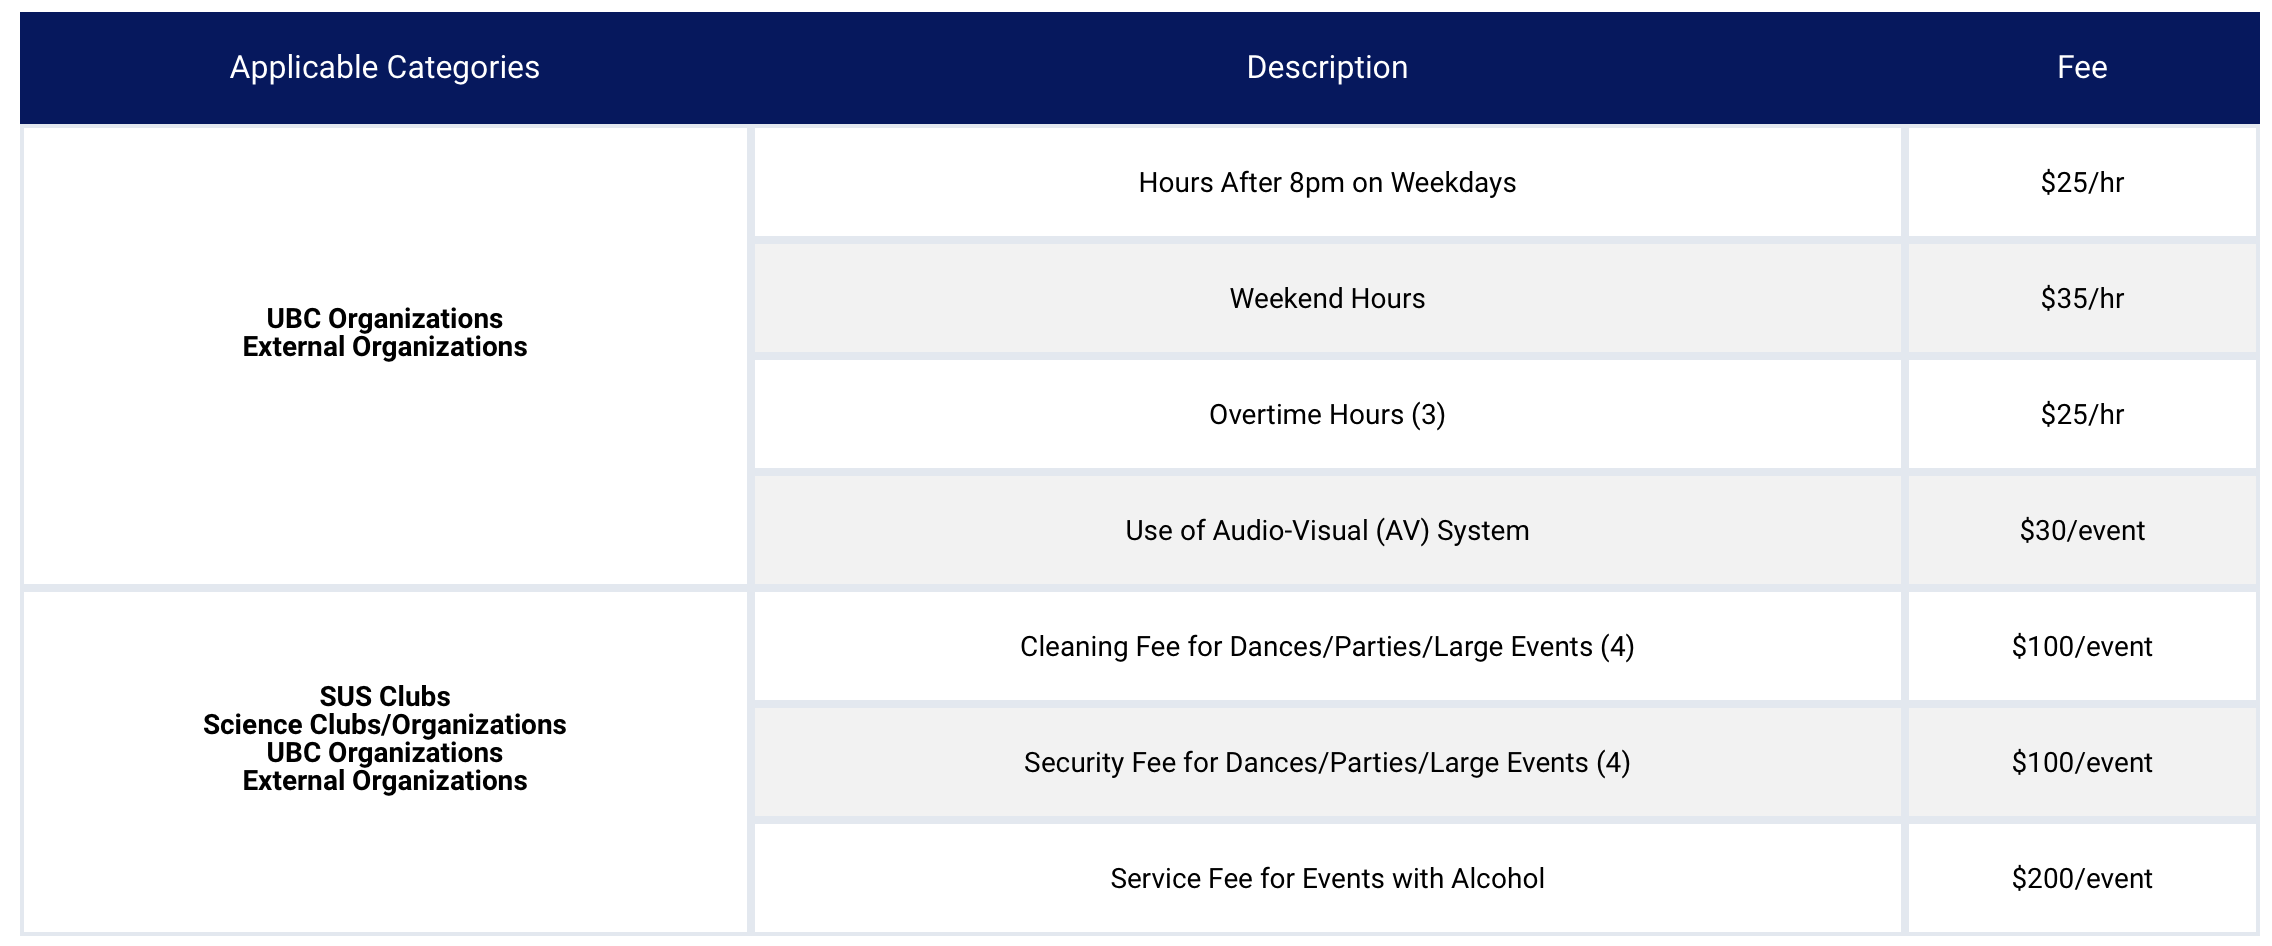 Applicable Categories
Description
Fee
UBC Organizations
External Organizations
Hours After 8pm on Weekdays
$25/hr
Weekend Hours
$35/hr
Overtime Hours (3)
$25/hr
Use of Audio-Visual (AV) System
$30/event
SUS Clubs
Science Clubs/Organizations
UBC Organizations
External Organizations
Cleaning Fee for Dances/Parties/Large Events (4)
$100/event
Security Fee for Dances/Parties/Large Events (4)
$100/event
Service Fee for Events with Alcohol
$200/event